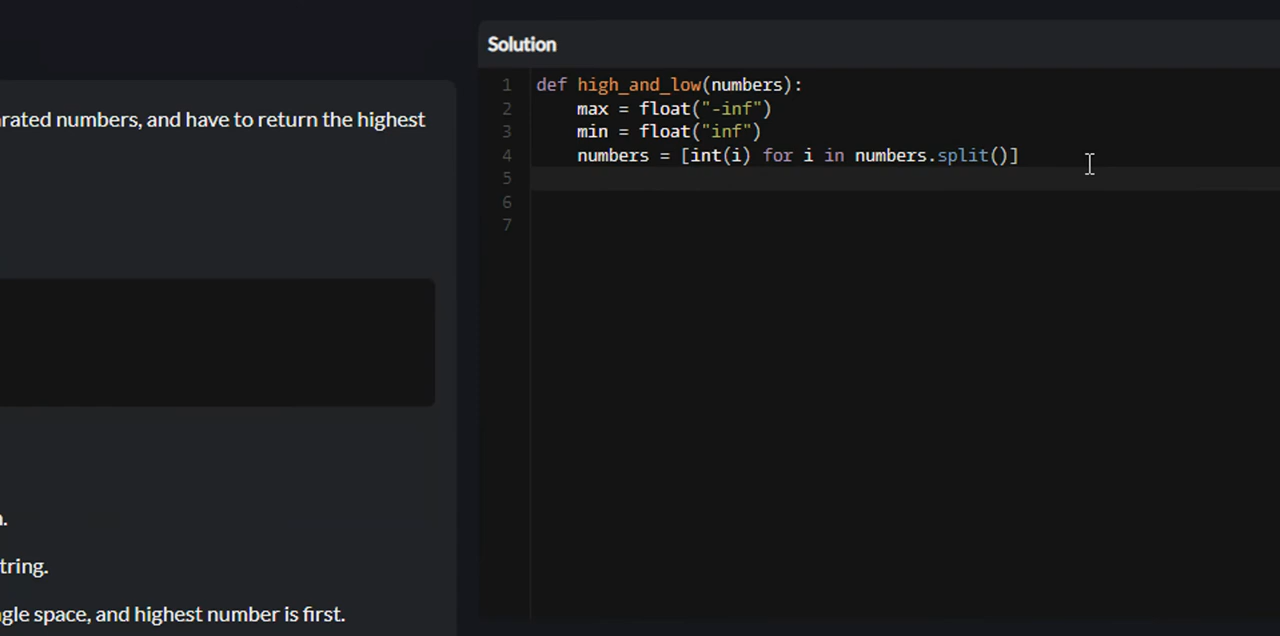 Solution
rated numbers, and have to return the highest
1 def high_and_low(numbers):
2 max = float("-inf")
3 min = float("inf")
4 numbers = [int(i) for i in numbers.split()]
5
6
7
tring.
gle space, and highest number is first.